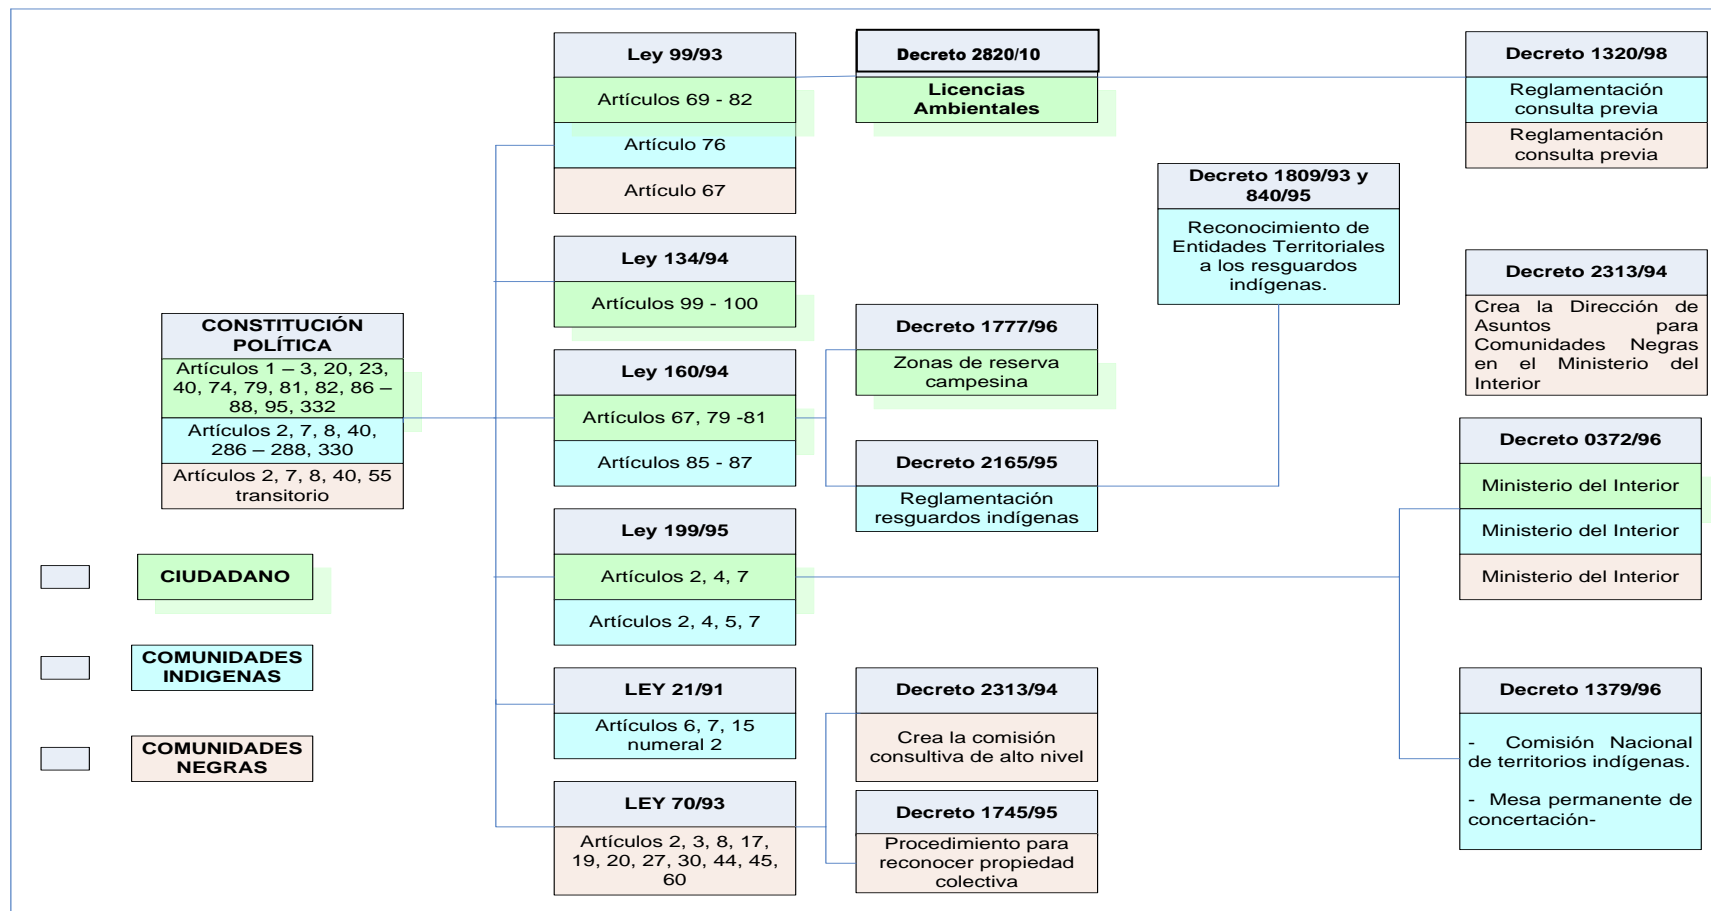 CONSTITUCIÓN
POLÍTICA
Artículos 1 – 3, 20, 23,
40, 74, 79, 81, 82, 86 –
88, 95, 332
Artículos 2, 7, 8, 40,
286 – 288, 330
Artículos 2, 7, 8, 40, 55
transitorio
CIUDADANO
COMUNIDADES
INDIGENAS
COMUNIDADES
NEGRAS
Ley 99/93
Artículos 69 - 82
Artículo 76
Artículo 67
Ley 134/94
Artículos 99 - 100
Ley 160/94
Artículos 67, 79 -81
Artículos 85 - 87
Ley 199/95
Artículos 2, 4, 7
Artículos 2, 4, 5, 7
LEY 21/91
Artículos 6, 7, 15
numeral 2
LEY 70/93
Artículos 2, 3, 8, 17,
19, 20, 27, 30, 44, 45,
60
Decreto 2820/10
Licencias
Ambientales
Decreto 1777/96
Zonas de reserva
campesina
Decreto 2165/95
Reglamentación
resguardos indígenas
Decreto 2313/94
Crea la comisión
consultiva de alto nivel
Decreto 1745/95
Procedimiento para
reconocer propiedad
colectiva
Decreto 1809/93 y
840/95
Reconocimiento de
Entidades Territoriales
a los resguardos
indígenas.
Decreto 1320/98
Reglamentación
consulta previa
Reglamentación
consulta previa
Decreto 2313/94
Crea la Dirección de
Asuntos para
Comunidades Negras
en el Ministerio del
Interior
Decreto 0372/96
Ministerio del Interior
Ministerio del Interior
Ministerio del Interior
Decreto 1379/96
- Comisión Nacional
de territorios indígenas.
- Mesa permanente de
concertación-